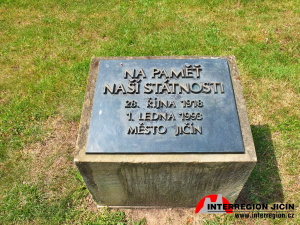 NA PAMĚŤ
NAŠÍ STÁTNOSTI
28. ŘÍJNA 1918
1. LEDNA 1993
MĚSTO JIČÍN
INTERREGION JIČÍN
www.interregion.cz